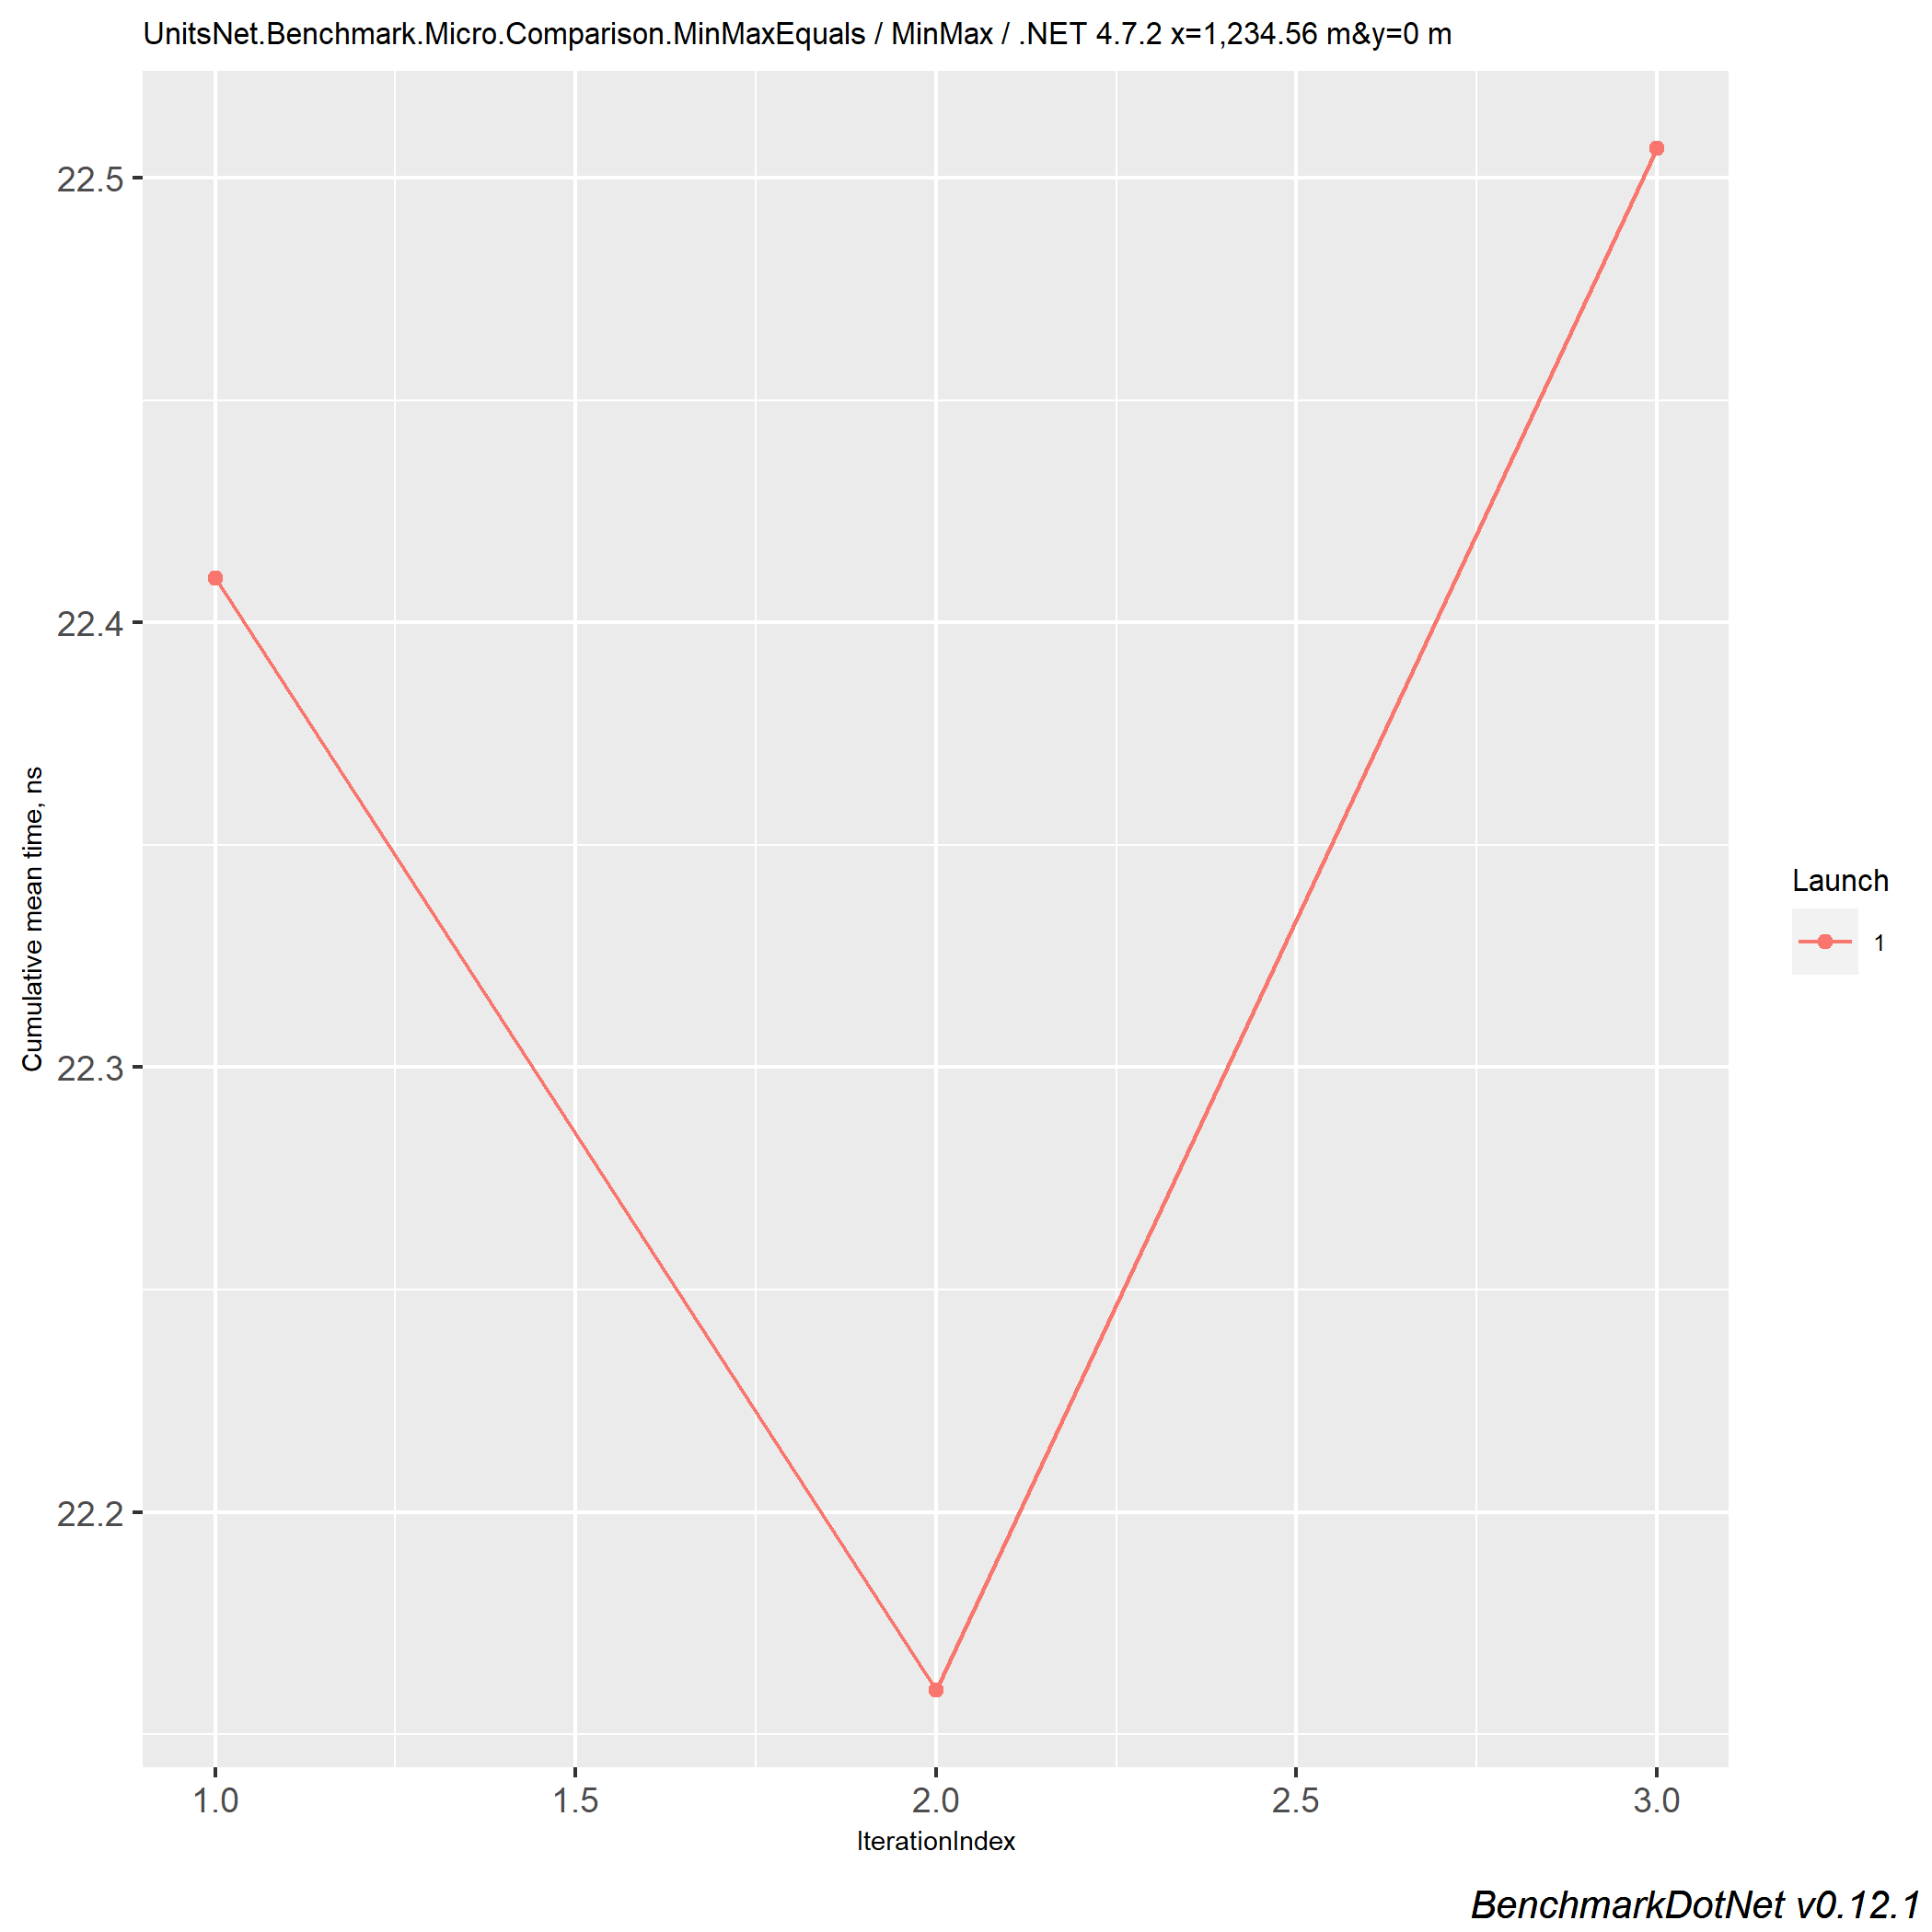 UnitsNet.Benchmark.Micro.Comparison.MinMaxEquals / MinMax / .NET 4.7.2 x=1,234.56 m&y=0 m
Cumulative mean time, ns
22.5
22.4
22.3
22.2
1.0 1.5 2.0 2.5 3.0
IterationIndex
Launch
1
BenchmarkDotNet v0.12.1